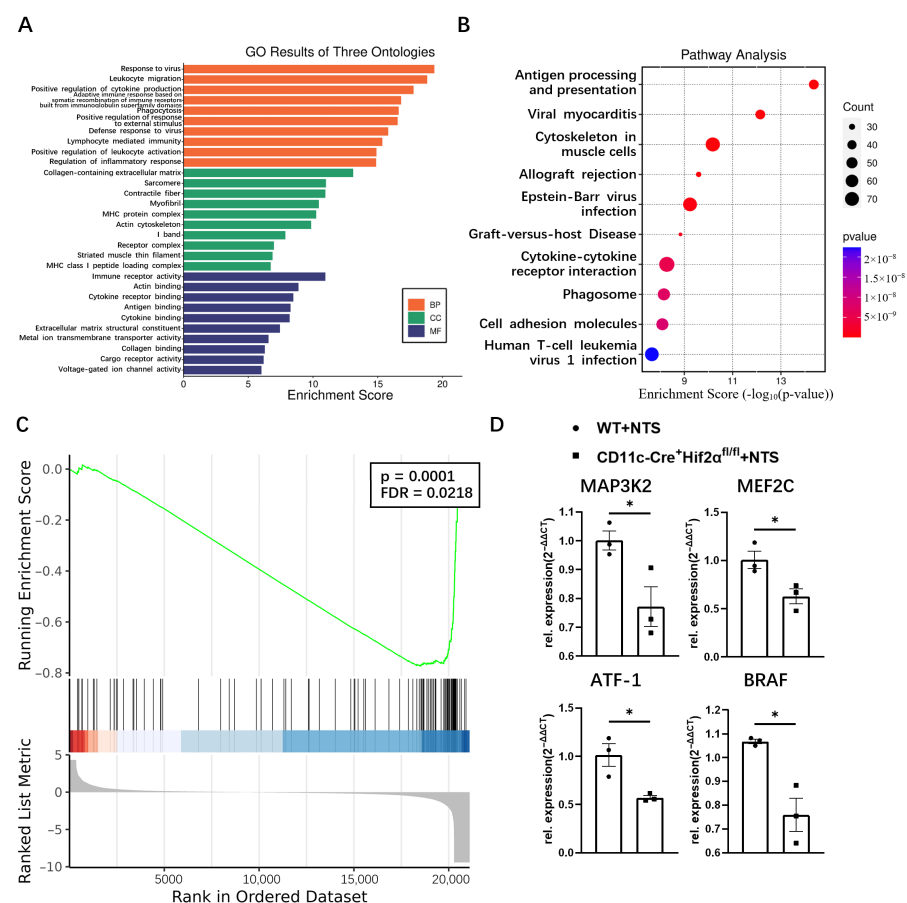 A
GO Results of Three Ontologies
Response to virus
Leukocyte migration
Positive regulation of cytokine production
Adaptive immune response based on
somatic recombination of immune receptors
built from immunoglobulin superfamily domains
Phagocytosis
Positive regulation of response
to external stimulus
Defense response to virus
Lymphocyte mediated immunity
Positive regulation of leukocyte activation
Regulation of inflammatory response
Collagen-containing extracellular matrix
Sarcomere
Contractile fiber
Myofibril
MHC protein complex
Actin cytoskeleton
I band
Receptor complex
Striated muscle thin filament
MHC class I peptide loading complex
Immune receptor activity
Actin binding
Cytokine receptor binding
Antigen binding
Cytokine binding
Extracellular matrix structural constituent
Metal ion transmembrane transporter activity
Collagen binding
Cargo receptor activity
Voltage-gated ion channel activity
BP
CC
MF
0 5 10 15 20
Enrichment Score
B
Pathway Analysis
Antigen processing
and presentation
Viral myocarditis
Cytoskeleton in
muscle cells
Allograft rejection
Epstein-Barr virus
infection
Graft-versus-host Disease
Cytokine-cytokine
receptor interaction
Phagosome
Cell adhesion molecules
Human T-cell leukemia
virus 1 infection
9 11 13
Enrichment Score (-log10(p-value))
Count
30
40
50
60
70
pvalue
2×10⁻⁸
1.5×10⁻⁸
1×10⁻⁸
5×10⁻⁹
C
Running Enrichment Score
0.0
−0.2
−0.4
−0.6
−0.8
p = 0.0001
FDR = 0.0218
Ranked List Metric
5
0
−5
−10
5000 10,000 15,000 20,000
Rank in Ordered Dataset
D
WT+NTS
CD11c-Cre⁺Hif2α^fl/fl+NTS
MAP3K2
rel. expression(2⁻ΔΔCT)
1.1
1.0
0.9
0.8
0.7
0.6
*
MEF2C
rel. expression(2⁻ΔΔCT)
1.5
1.0
0.5
0.0
*
ATF-1
rel. expression(2⁻ΔΔCT)
1.5
1.0
0.5
0.0
*
BRAF
rel. expression(2⁻ΔΔCT)
1.2
1.1
1.0
0.9
0.8
0.7
0.6
*